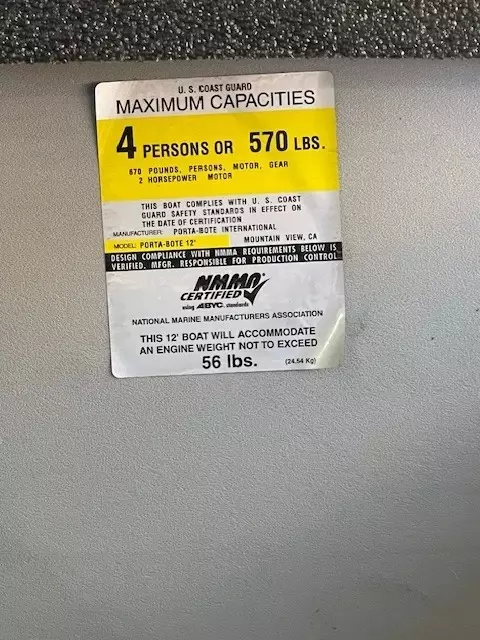 U. S. COAST GUARD
MAXIMUM CAPACITIES
4 PERSONS OR 570 LBS.
670 POUNDS, PERSONS, MOTOR, GEAR
2 HORSEPOWER MOTOR
THIS BOAT COMPLIES WITH U. S. COAST
GUARD SAFETY STANDARDS IN EFFECT ON
THE DATE OF CERTIFICATION
MANUFACTURER: PORTA-BOTE INTERNATIONAL
MODEL: PORTA-BOTE 12' MOUNTAIN VIEW, CA
DESIGN COMPLIANCE WITH NMMA REQUIREMENTS BELOW IS
VERIFIED. MFGR. RESPONSIBLE FOR PRODUCTION CONTROL
NMMA®
CERTIFIED
using ABYC standards
NATIONAL MARINE MANUFACTURERS ASSOCIATION
THIS 12' BOAT WILL ACCOMMODATE
AN ENGINE WEIGHT NOT TO EXCEED
56 lbs. (24.54 Kg)